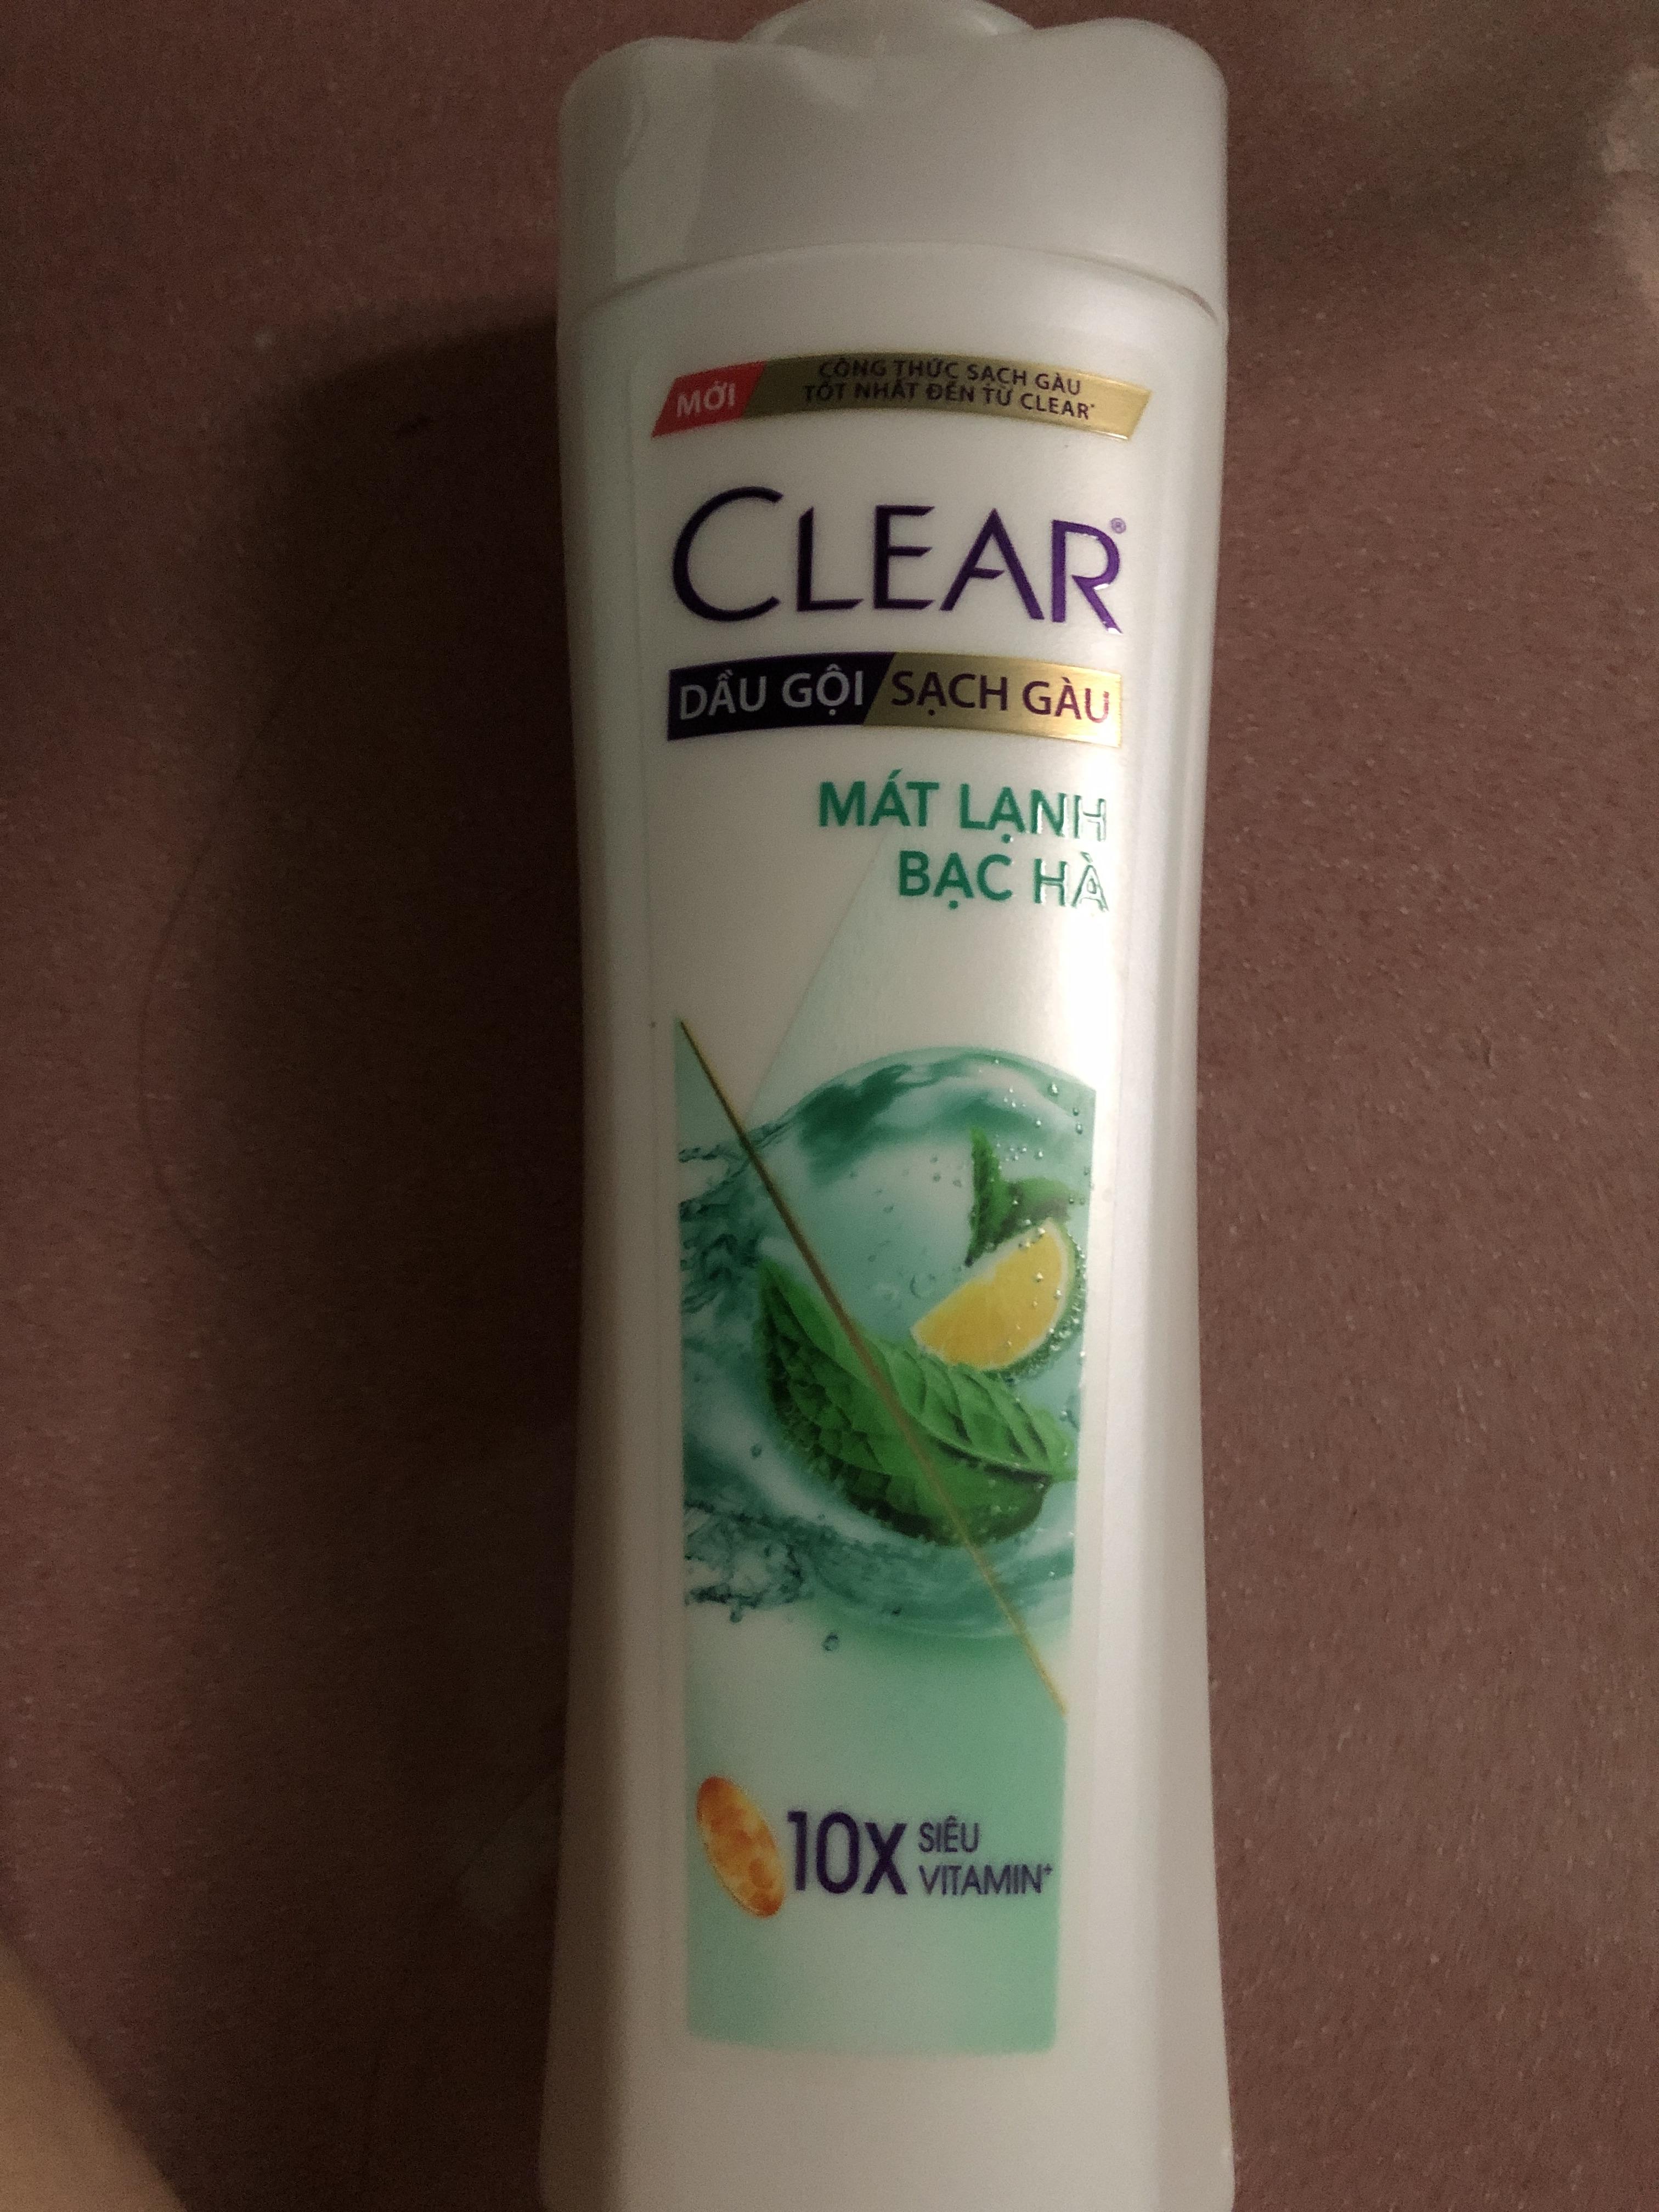 MỚI
CÔNG THỨC SẠCH GÀU
TỐT NHẤT ĐẾN TỪ CLEAR*
CLEAR®
DẦU GỘI SẠCH GÀU
MÁT LẠNH
BẠC HÀ
10X SIÊU
VITAMIN+